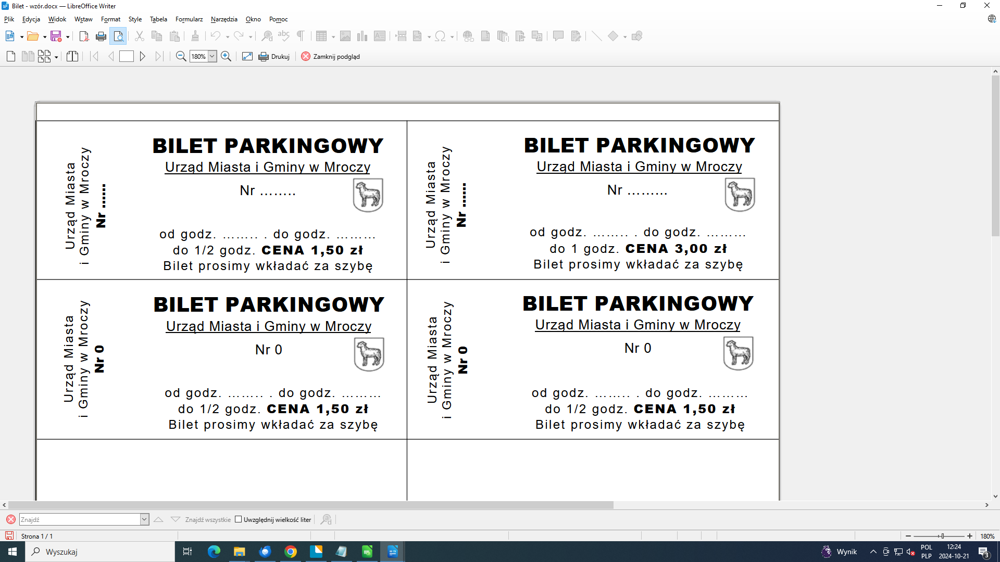 Bilet - wzór.docx — LibreOffice Writer
Plik Edycja Widok Wstaw Format Style Tabela Formularz Narzędzia Okno Pomoc
180% Drukuj Zamknij podgląd
Urząd Miasta
i Gminy w Mroczy
Nr ......
BILET PARKINGOWY
Urząd Miasta i Gminy w Mroczy
Nr ........
od godz. …….. . do godz. ………
do 1/2 godz. CENA 1,50 zł
Bilet prosimy wkładać za szybę
Urząd Miasta
i Gminy w Mroczy
Nr ......
BILET PARKINGOWY
Urząd Miasta i Gminy w Mroczy
Nr ………
od godz. …….. . do godz. ………
do 1 godz. CENA 3,00 zł
Bilet prosimy wkładać za szybę
Urząd Miasta
i Gminy w Mroczy
Nr 0
BILET PARKINGOWY
Urząd Miasta i Gminy w Mroczy
Nr 0
od godz. …….. . do godz. ………
do 1/2 godz. CENA 1,50 zł
Bilet prosimy wkładać za szybę
Urząd Miasta
i Gminy w Mroczy
Nr 0
BILET PARKINGOWY
Urząd Miasta i Gminy w Mroczy
Nr 0
od godz. …….. . do godz. ………
do 1/2 godz. CENA 1,50 zł
Bilet prosimy wkładać za szybę
Znajdź Znajdź wszystkie Uwzględnij wielkość liter
Strona 1 / 1 180%
Wyszukaj Wynik POL 12:24
PLP 2024-10-21 3